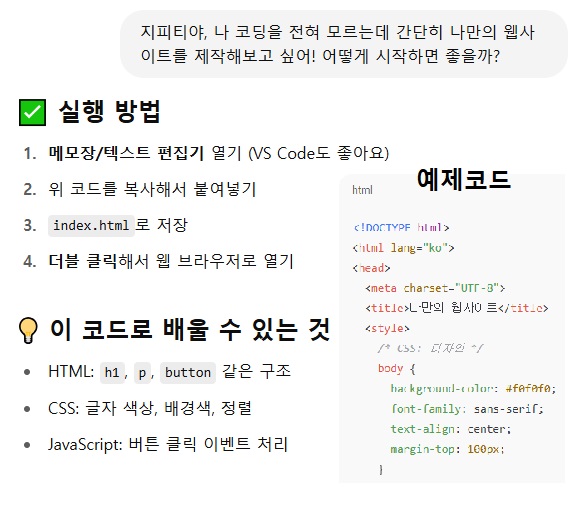 지피티야, 나 코딩을 전혀 모르는데 간단히 나만의 웹사
이트를 제작해보고 싶어! 어떻게 시작하면 좋을까?
✅ 실행 방법
1. 메모장/텍스트 편집기 열기 (VS Code도 좋아요)
2. 위 코드를 복사해서 붙여넣기
3. index.html로 저장
4. 더블 클릭해서 웹 브라우저로 열기
💡 이 코드로 배울 수 있는 것
• HTML: h1, p, button 같은 구조
• CSS: 글자 색상, 배경색, 정렬
• JavaScript: 버튼 클릭 이벤트 처리
예제코드
html
<!DOCTYPE html>
<html lang="ko">
<head>
<meta charset="UTF-8">
<title>나만의 웹사이트</title>
<style>
/* CSS: 디자인 */
body {
background-color: #f0f0f0;
font-family: sans-serif;
text-align: center;
margin-top: 100px;
}